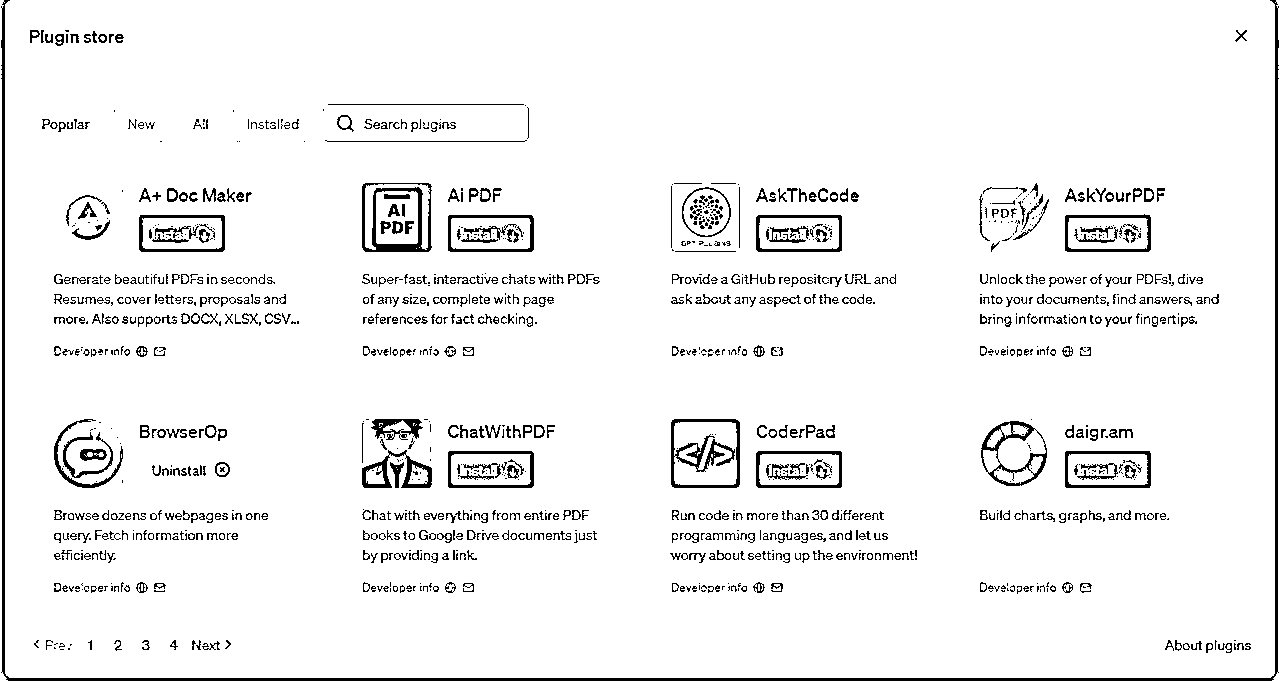 Plugin store
Popular New All Installed Search plugins
A+ Doc Maker
Install
Generate beautiful PDFs in seconds.
Resumes, cover letters, proposals and
more. Also supports DOCX, XLSX, CSV...
Developer info
AI
PDF
Ai PDF
Install
Super-fast, interactive chats with PDFs
of any size, complete with page
references for fact checking.
Developer info
GPT PLUGINS
AskTheCode
Install
Provide a GitHub repository URL and
ask about any aspect of the code.
Developer info
PDF
AskYourPDF
Install
Unlock the power of your PDFs!, dive
into your documents, find answers, and
bring information to your fingertips.
Developer info
BrowserOp
Uninstall
Browse dozens of webpages in one
query. Fetch information more
efficiently.
Developer info
ChatWithPDF
Install
Chat with everything from entire PDF
books to Google Drive documents just
by providing a link.
Developer info
</>
CoderPad
Install
Run code in more than 30 different
programming languages, and let us
worry about setting up the environment!
Developer info
daigr.am
Install
Build charts, graphs, and more.
Developer info
Prev 1 2 3 4 Next
About plugins